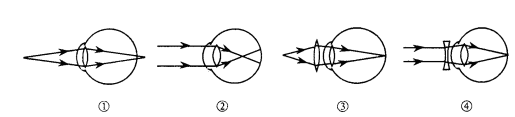 ① ② ③ ④